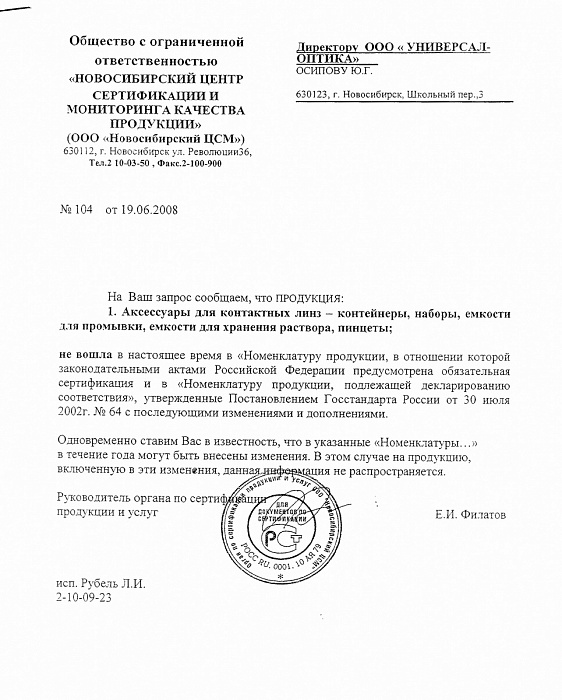 Общество с ограниченной
ответственностью
«НОВОСИБИРСКИЙ ЦЕНТР
СЕРТИФИКАЦИИ И
МОНИТОРИНГА КАЧЕСТВА
ПРОДУКЦИИ»
(ООО «Новосибирский ЦСМ»)
630112, г. Новосибирск ул. Революции36,
Тел.2 10-03-50 , Факс.2-100-900
Директору ООО « УНИВЕРСАЛ-
ОПТИКА»
ОСИПОВУ Ю.Г.
630123, г. Новосибирск, Школьный пер.,3
№ 104 от 19.06.2008
На Ваш запрос сообщаем, что ПРОДУКЦИЯ:
1. Аксессуары для контактных линз – контейнеры, наборы, емкости
для промывки, емкости для хранения раствора, пинцеты;
не вошла в настоящее время в «Номенклатуру продукции, в отношении которой
законодательными актами Российской Федерации предусмотрена обязательная
сертификация и в «Номенклатуру продукции, подлежащей декларированию
соответствия», утвержденные Постановлением Госстандарта России от 30 июля
2002г. № 64 с последующими изменениями и дополнениями.
Одновременно ставим Вас в известность, что в указанные «Номенклатуры…»
в течение года могут быть внесены изменения. В этом случае на продукцию,
включенную в эти изменения, данная информация не распространяется.
Руководитель органа по сертификации
продукции и услуг
Е.И. Филатов
Орган по сертификации продукции и услуг ООО "Новосибирский ЦСМ"
ДЛЯ
ДОКУМЕНТОВ ПО
СЕРТИФИКАЦИИ
РОСС RU. 0001. 10 АЯ 79
исп. Рубель Л.И.
2-10-09-23